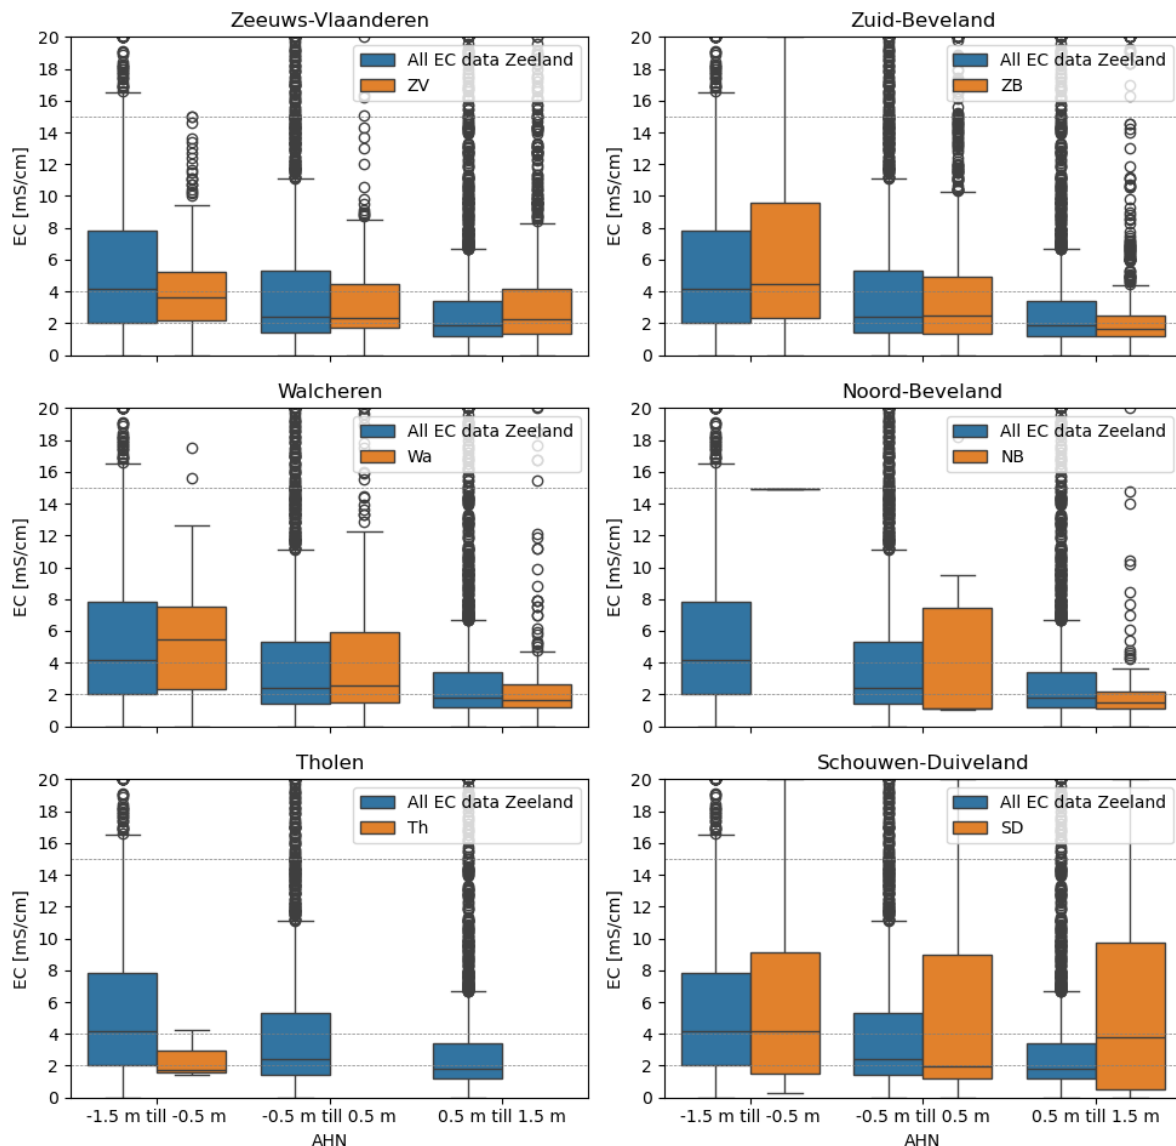 Zeeuws-Vlaanderen
20
18
16
14
12
10
8
6
4
2
0
EC [mS/cm]
All EC data Zeeland
ZV
Zuid-Beveland
20
18
16
14
12
10
8
6
4
2
0
EC [mS/cm]
All EC data Zeeland
ZB
Walcheren
20
18
16
14
12
10
8
6
4
2
0
EC [mS/cm]
All EC data Zeeland
Wa
Noord-Beveland
20
18
16
14
12
10
8
6
4
2
0
EC [mS/cm]
All EC data Zeeland
NB
Tholen
20
18
16
14
12
10
8
6
4
2
0
EC [mS/cm]
All EC data Zeeland
Th
-1.5 m till -0.5 m
-0.5 m till 0.5 m
0.5 m till 1.5 m
AHN
Schouwen-Duiveland
20
18
16
14
12
10
8
6
4
2
0
EC [mS/cm]
All EC data Zeeland
SD
-1.5 m till -0.5 m
-0.5 m till 0.5 m
0.5 m till 1.5 m
AHN